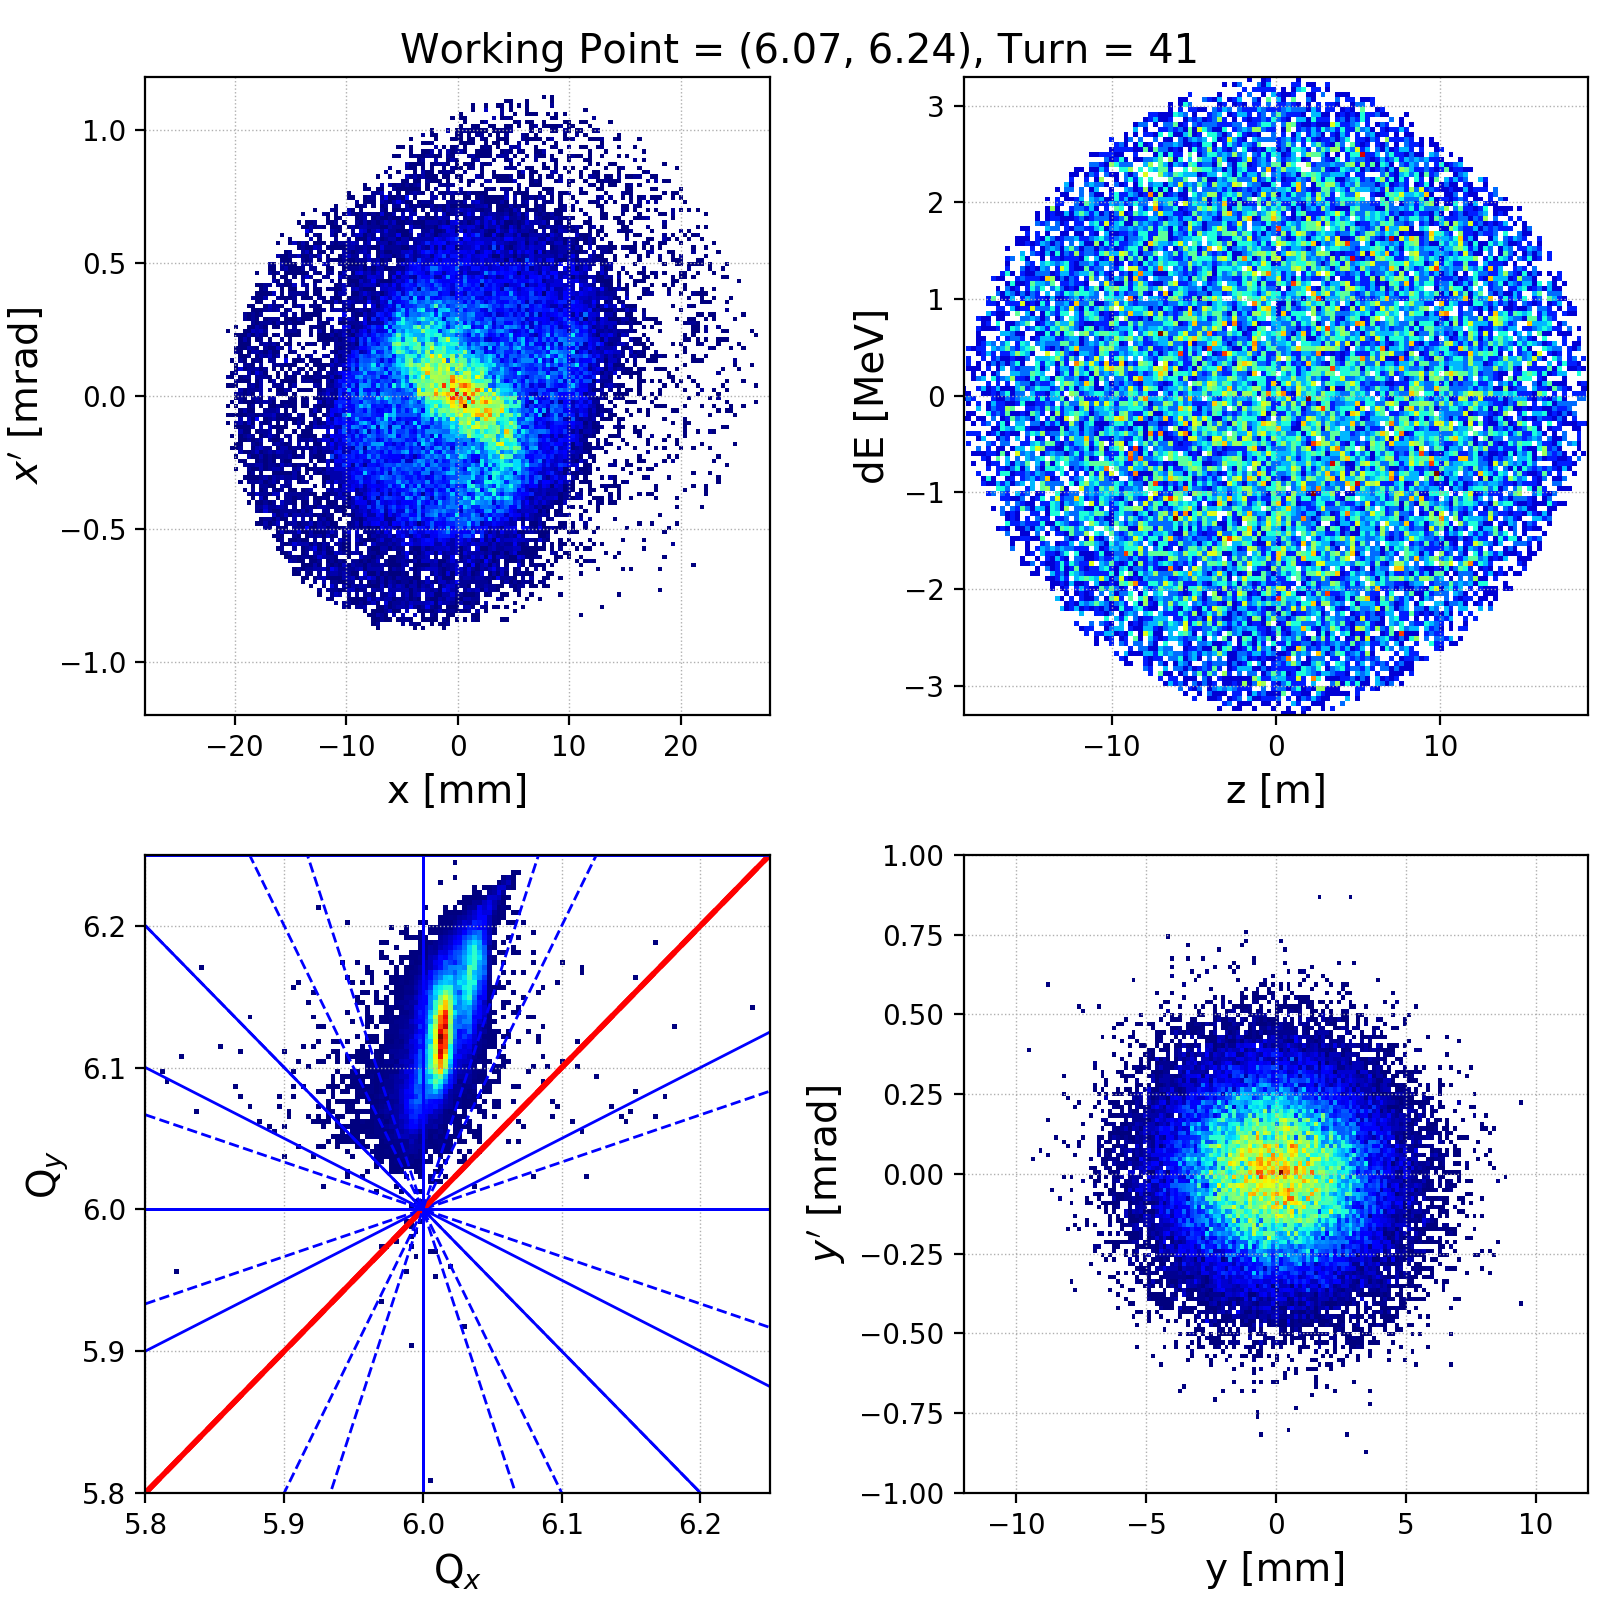 Working Point = (6.07, 6.24), Turn = 41
1.0
0.5
0.0
−0.5
−1.0
x′ [mrad]
−20 −10 0 10 20
x [mm]
3
2
1
0
−1
−2
−3
dE [MeV]
−10 0 10
z [m]
6.2
6.1
6.0
5.9
5.8
Qy
5.8 5.9 6.0 6.1 6.2
Qx
1.00
0.75
0.50
0.25
0.00
−0.25
−0.50
−0.75
−1.00
y′ [mrad]
−10 −5 0 5 10
y [mm]